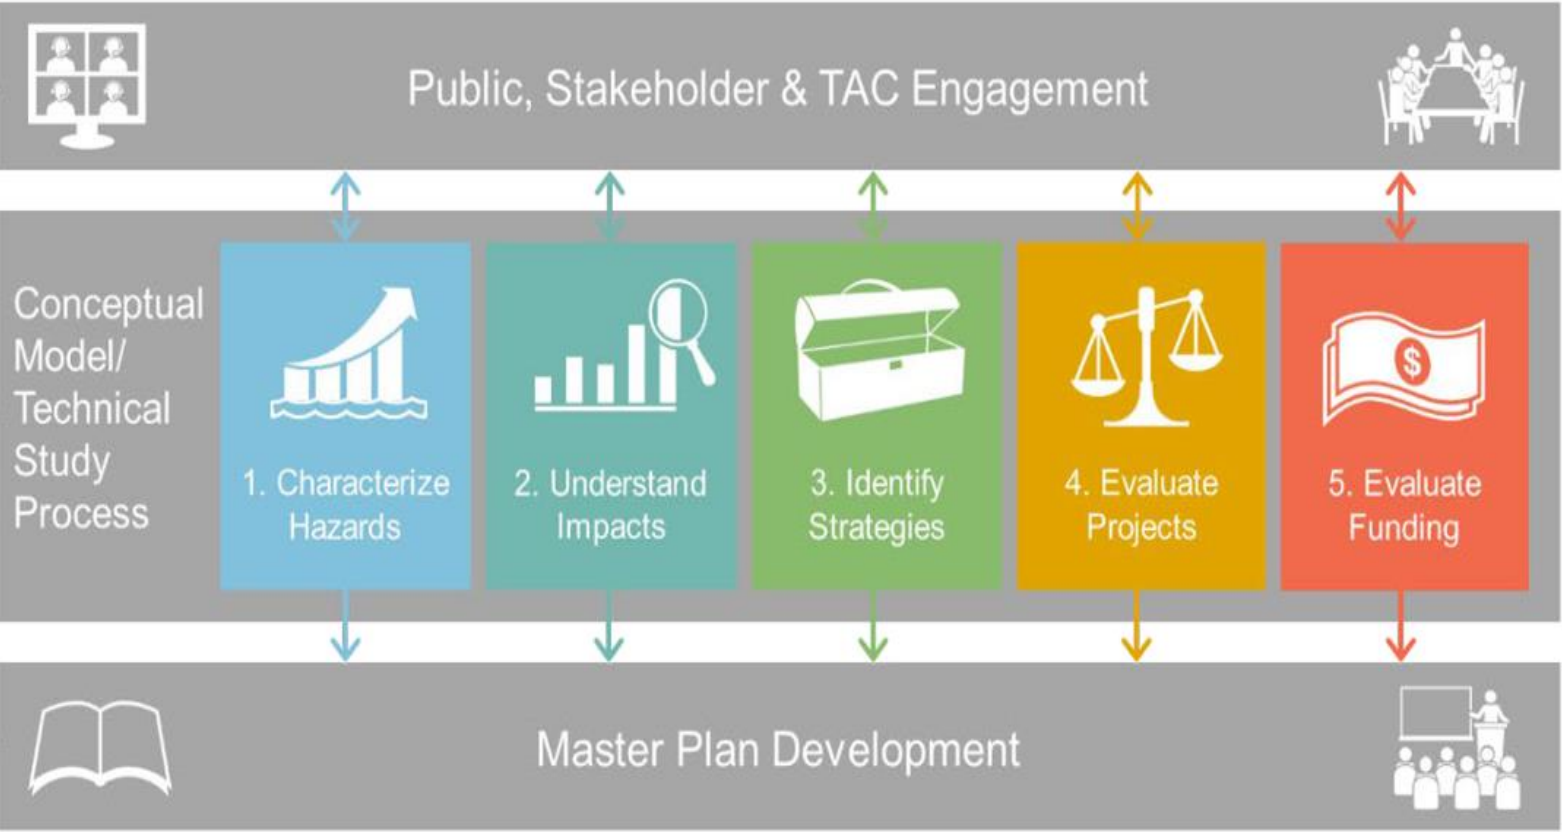 Public, Stakeholder & TAC Engagement
Conceptual
Model/
Technical
Study
Process
1. Characterize
Hazards
2. Understand
Impacts
3. Identify
Strategies
4. Evaluate
Projects
$
5. Evaluate
Funding
Master Plan Development